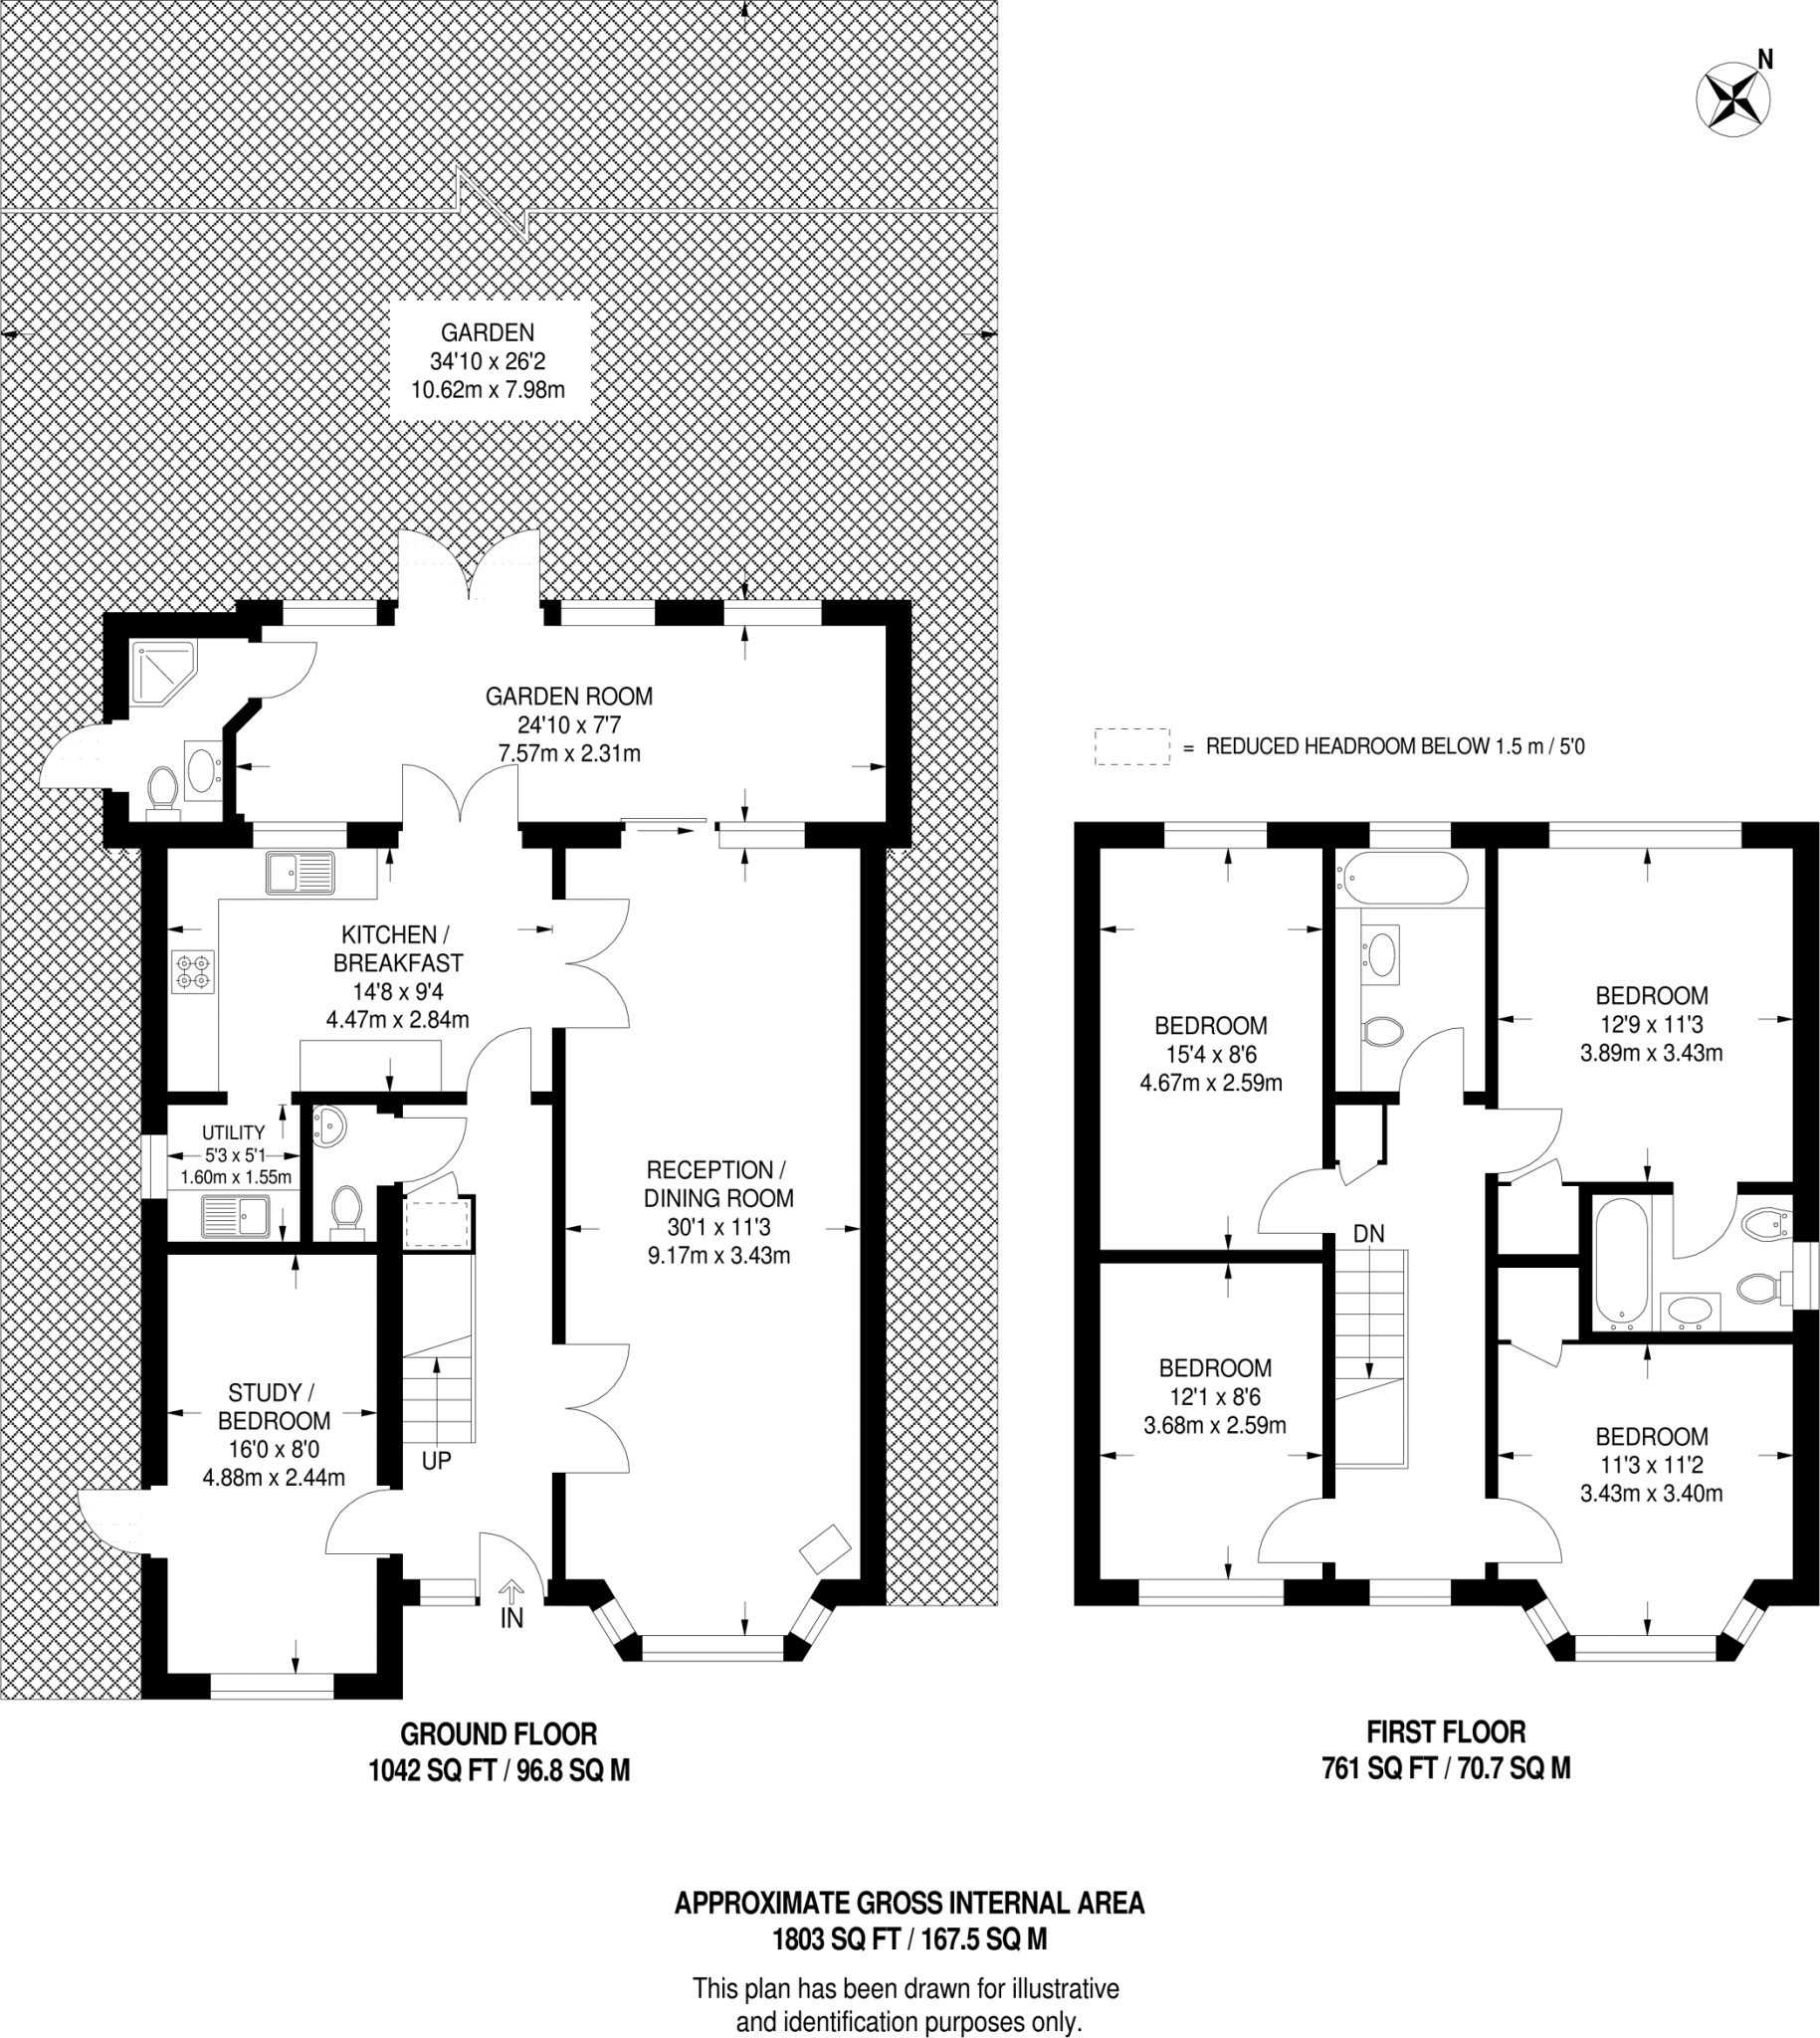 N
GARDEN
34'10 x 26'2
10.62m x 7.98m
GARDEN ROOM
24'10 x 7'7
7.57m x 2.31m
= REDUCED HEADROOM BELOW 1.5 m / 5'0
KITCHEN /
BREAKFAST
14'8 x 9'4
4.47m x 2.84m
UTILITY
5'3 x 5'1
1.60m x 1.55m
RECEPTION /
DINING ROOM
30'1 x 11'3
9.17m x 3.43m
STUDY /
BEDROOM
16'0 x 8'0
4.88m x 2.44m
UP
IN
BEDROOM
15'4 x 8'6
4.67m x 2.59m
BEDROOM
12'9 x 11'3
3.89m x 3.43m
DN
BEDROOM
12'1 x 8'6
3.68m x 2.59m
BEDROOM
11'3 x 11'2
3.43m x 3.40m
GROUND FLOOR
1042 SQ FT / 96.8 SQ M
FIRST FLOOR
761 SQ FT / 70.7 SQ M
APPROXIMATE GROSS INTERNAL AREA
1803 SQ FT / 167.5 SQ M
This plan has been drawn for illustrative
and identification purposes only.